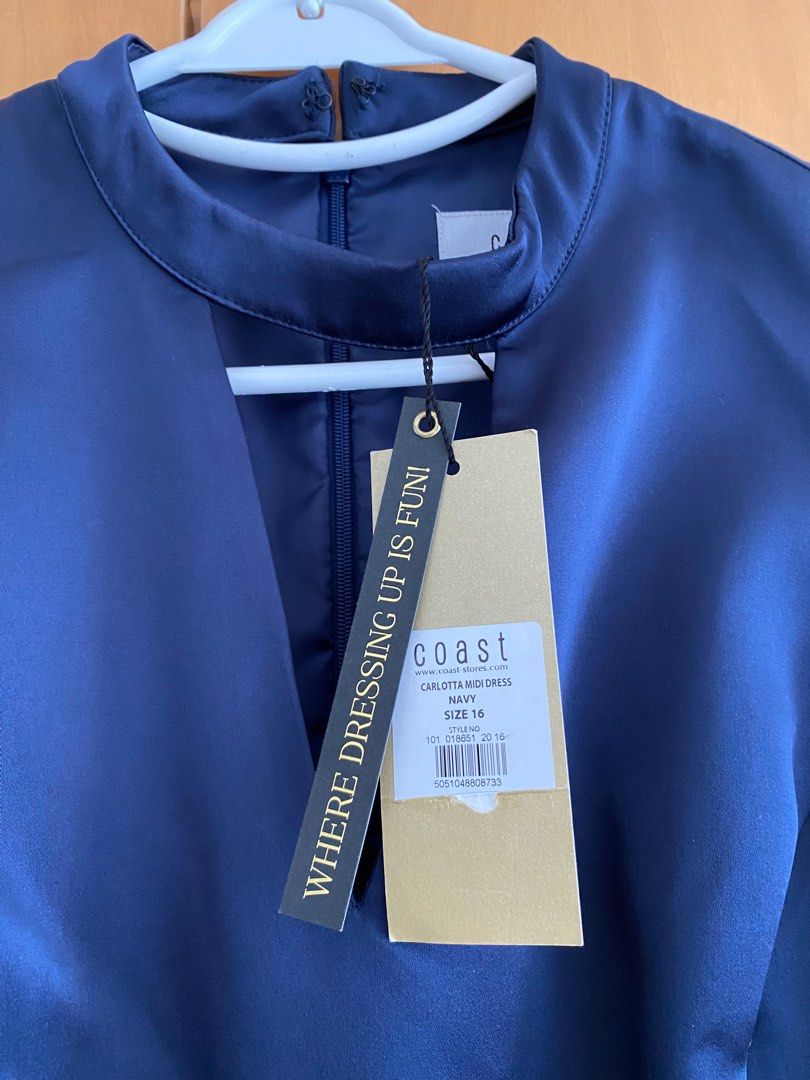 WHERE DRESSING UP IS FUN!
coast
www.coast-stores.com
CARLOTTA MIDI DRESS
NAVY
SIZE 16
STYLE NO
101 018651 20 16
5051048808733